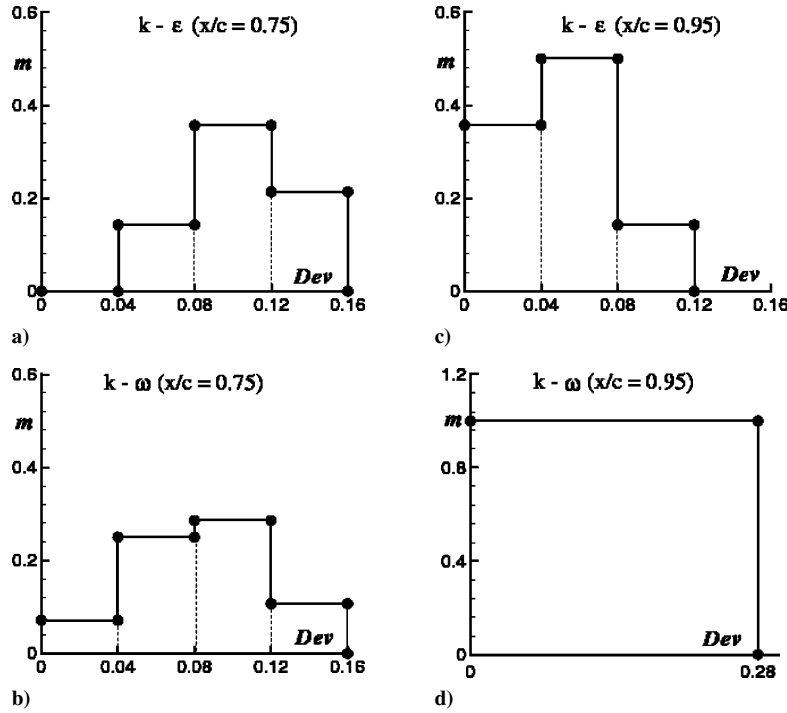 k - ε (x/c = 0.75)
0.6
m
0.4
0.2
0
Dev
0 0.04 0.08 0.12 0.16
a)
k - ε (x/c = 0.95)
0.6
m
0.4
0.2
0
Dev
0 0.04 0.08 0.12 0.16
c)
k - ω (x/c = 0.75)
0.6
m
0.4
0.2
0
Dev
0 0.04 0.08 0.12 0.16
b)
k - ω (x/c = 0.95)
1.2
m
0.8
0.4
0
Dev
0 0.28
d)